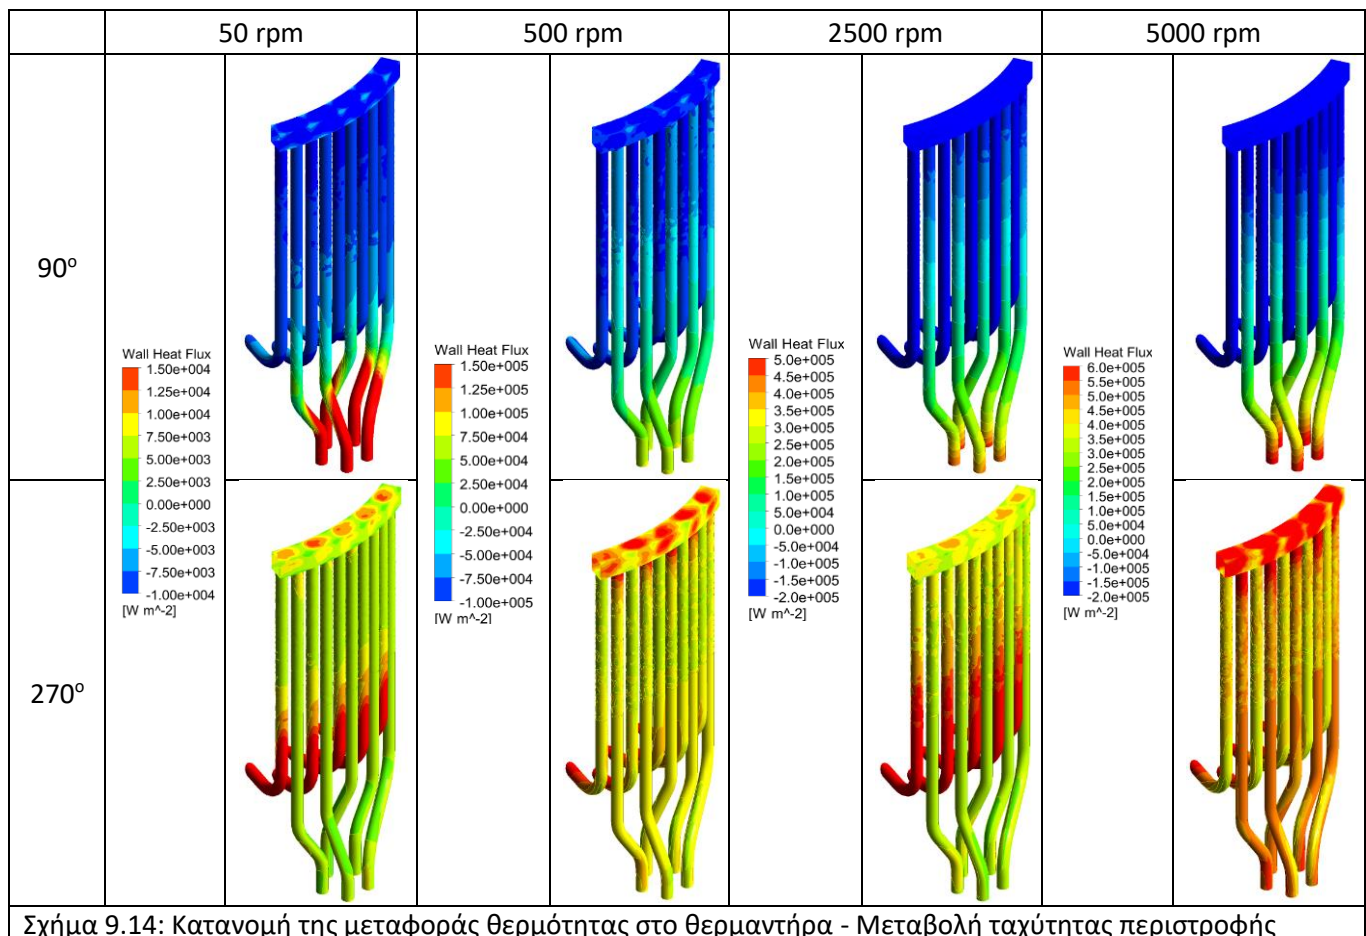 50 rpm
500 rpm
2500 rpm
5000 rpm
90°
270°
Wall Heat Flux
1.50e+004
1.25e+004
1.00e+004
7.50e+003
5.00e+003
2.50e+003
0.00e+000
-2.50e+003
-5.00e+003
-7.50e+003
-1.00e+004
[W m^-2]
Wall Heat Flux
1.50e+005
1.25e+005
1.00e+005
7.50e+004
5.00e+004
2.50e+004
0.00e+000
-2.50e+004
-5.00e+004
-7.50e+004
-1.00e+005
[W m^-2]
Wall Heat Flux
5.0e+005
4.5e+005
4.0e+005
3.5e+005
3.0e+005
2.5e+005
2.0e+005
1.5e+005
1.0e+005
5.0e+004
0.0e+000
-5.0e+004
-1.0e+005
-1.5e+005
-2.0e+005
[W m^-2]
Wall Heat Flux
6.0e+005
5.5e+005
5.0e+005
4.5e+005
4.0e+005
3.5e+005
3.0e+005
2.5e+005
2.0e+005
1.5e+005
1.0e+005
5.0e+004
0.0e+000
-5.0e+004
-1.0e+005
-1.5e+005
-2.0e+005
[W m^-2]
Σχήμα 9.14: Κατανομή της μεταφοράς θερμότητας στο θερμαντήρα - Μεταβολή ταχύτητας περιστροφής